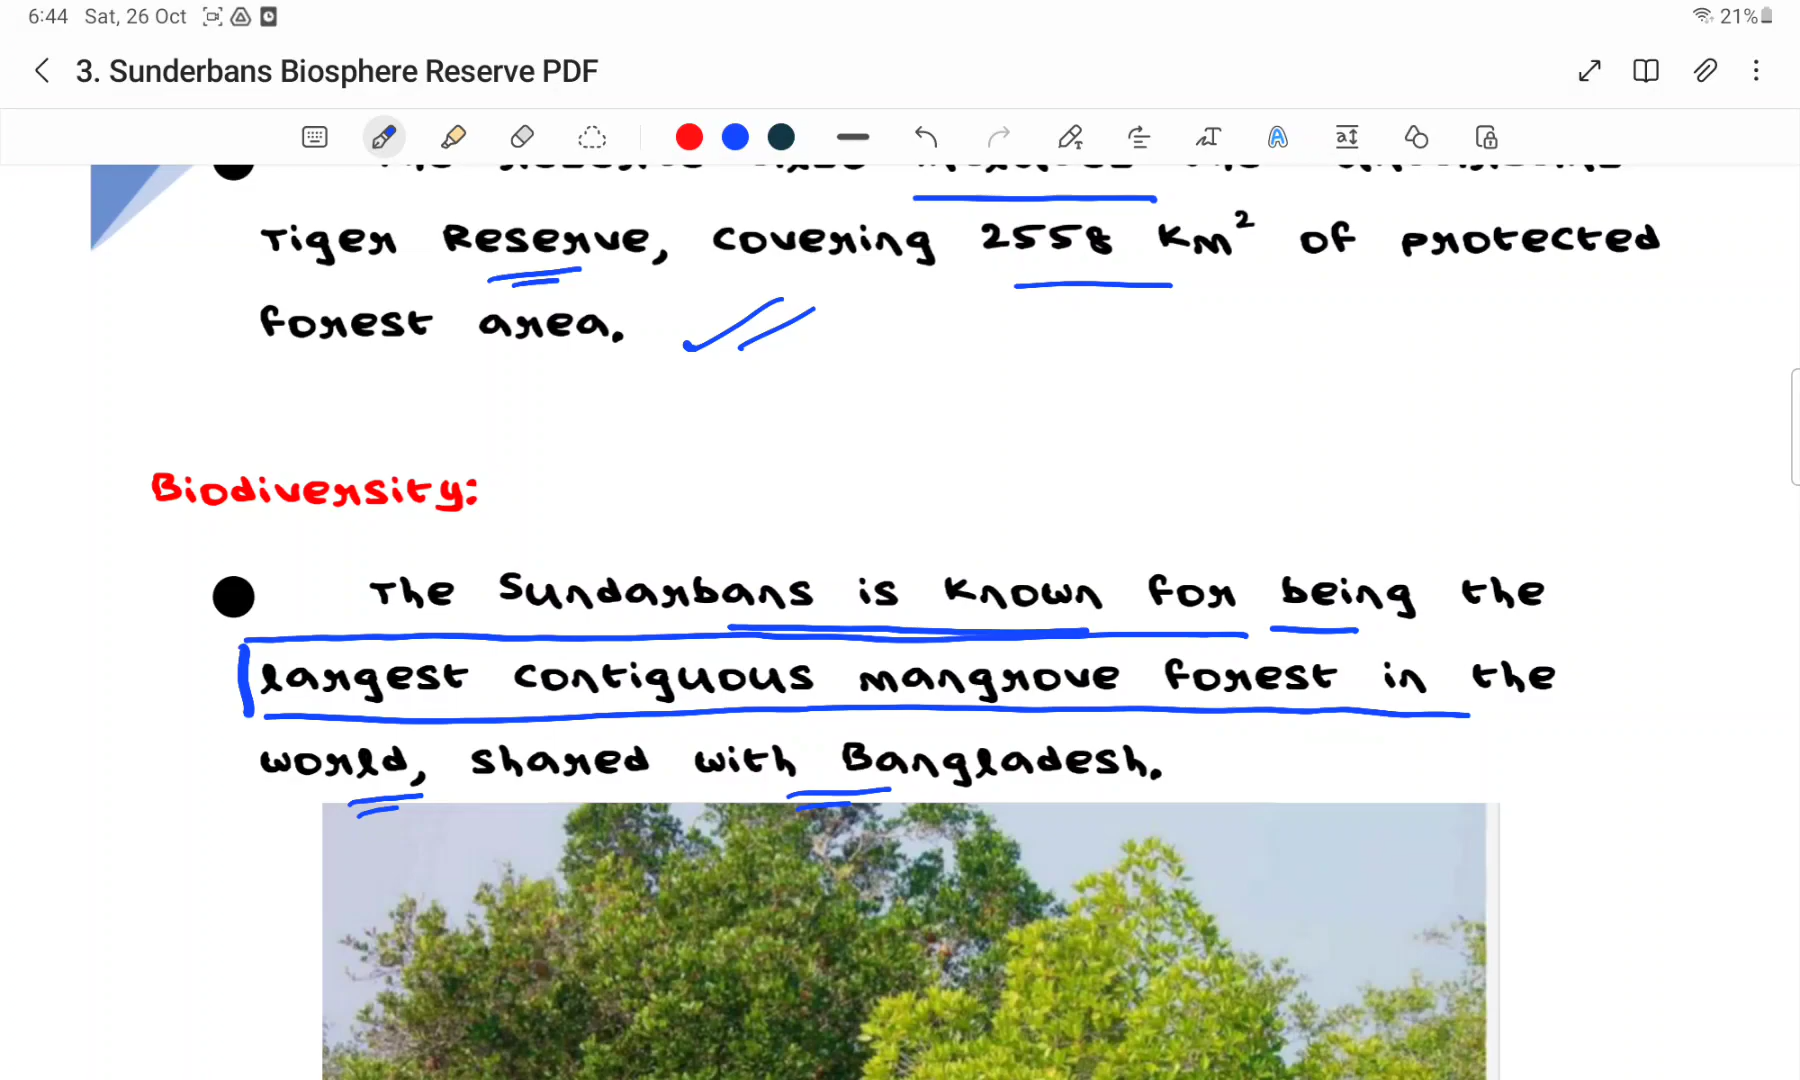 6:44 Sat, 26 Oct
21%
3. Sunderbans Biosphere Reserve PDF
Tiger Reserve, covering 2558 Km² of protected
forest area.
Biodiversity:
The Sundarbans is known for being the
largest contiguous mangrove forest in the
world, shared with Bangladesh.